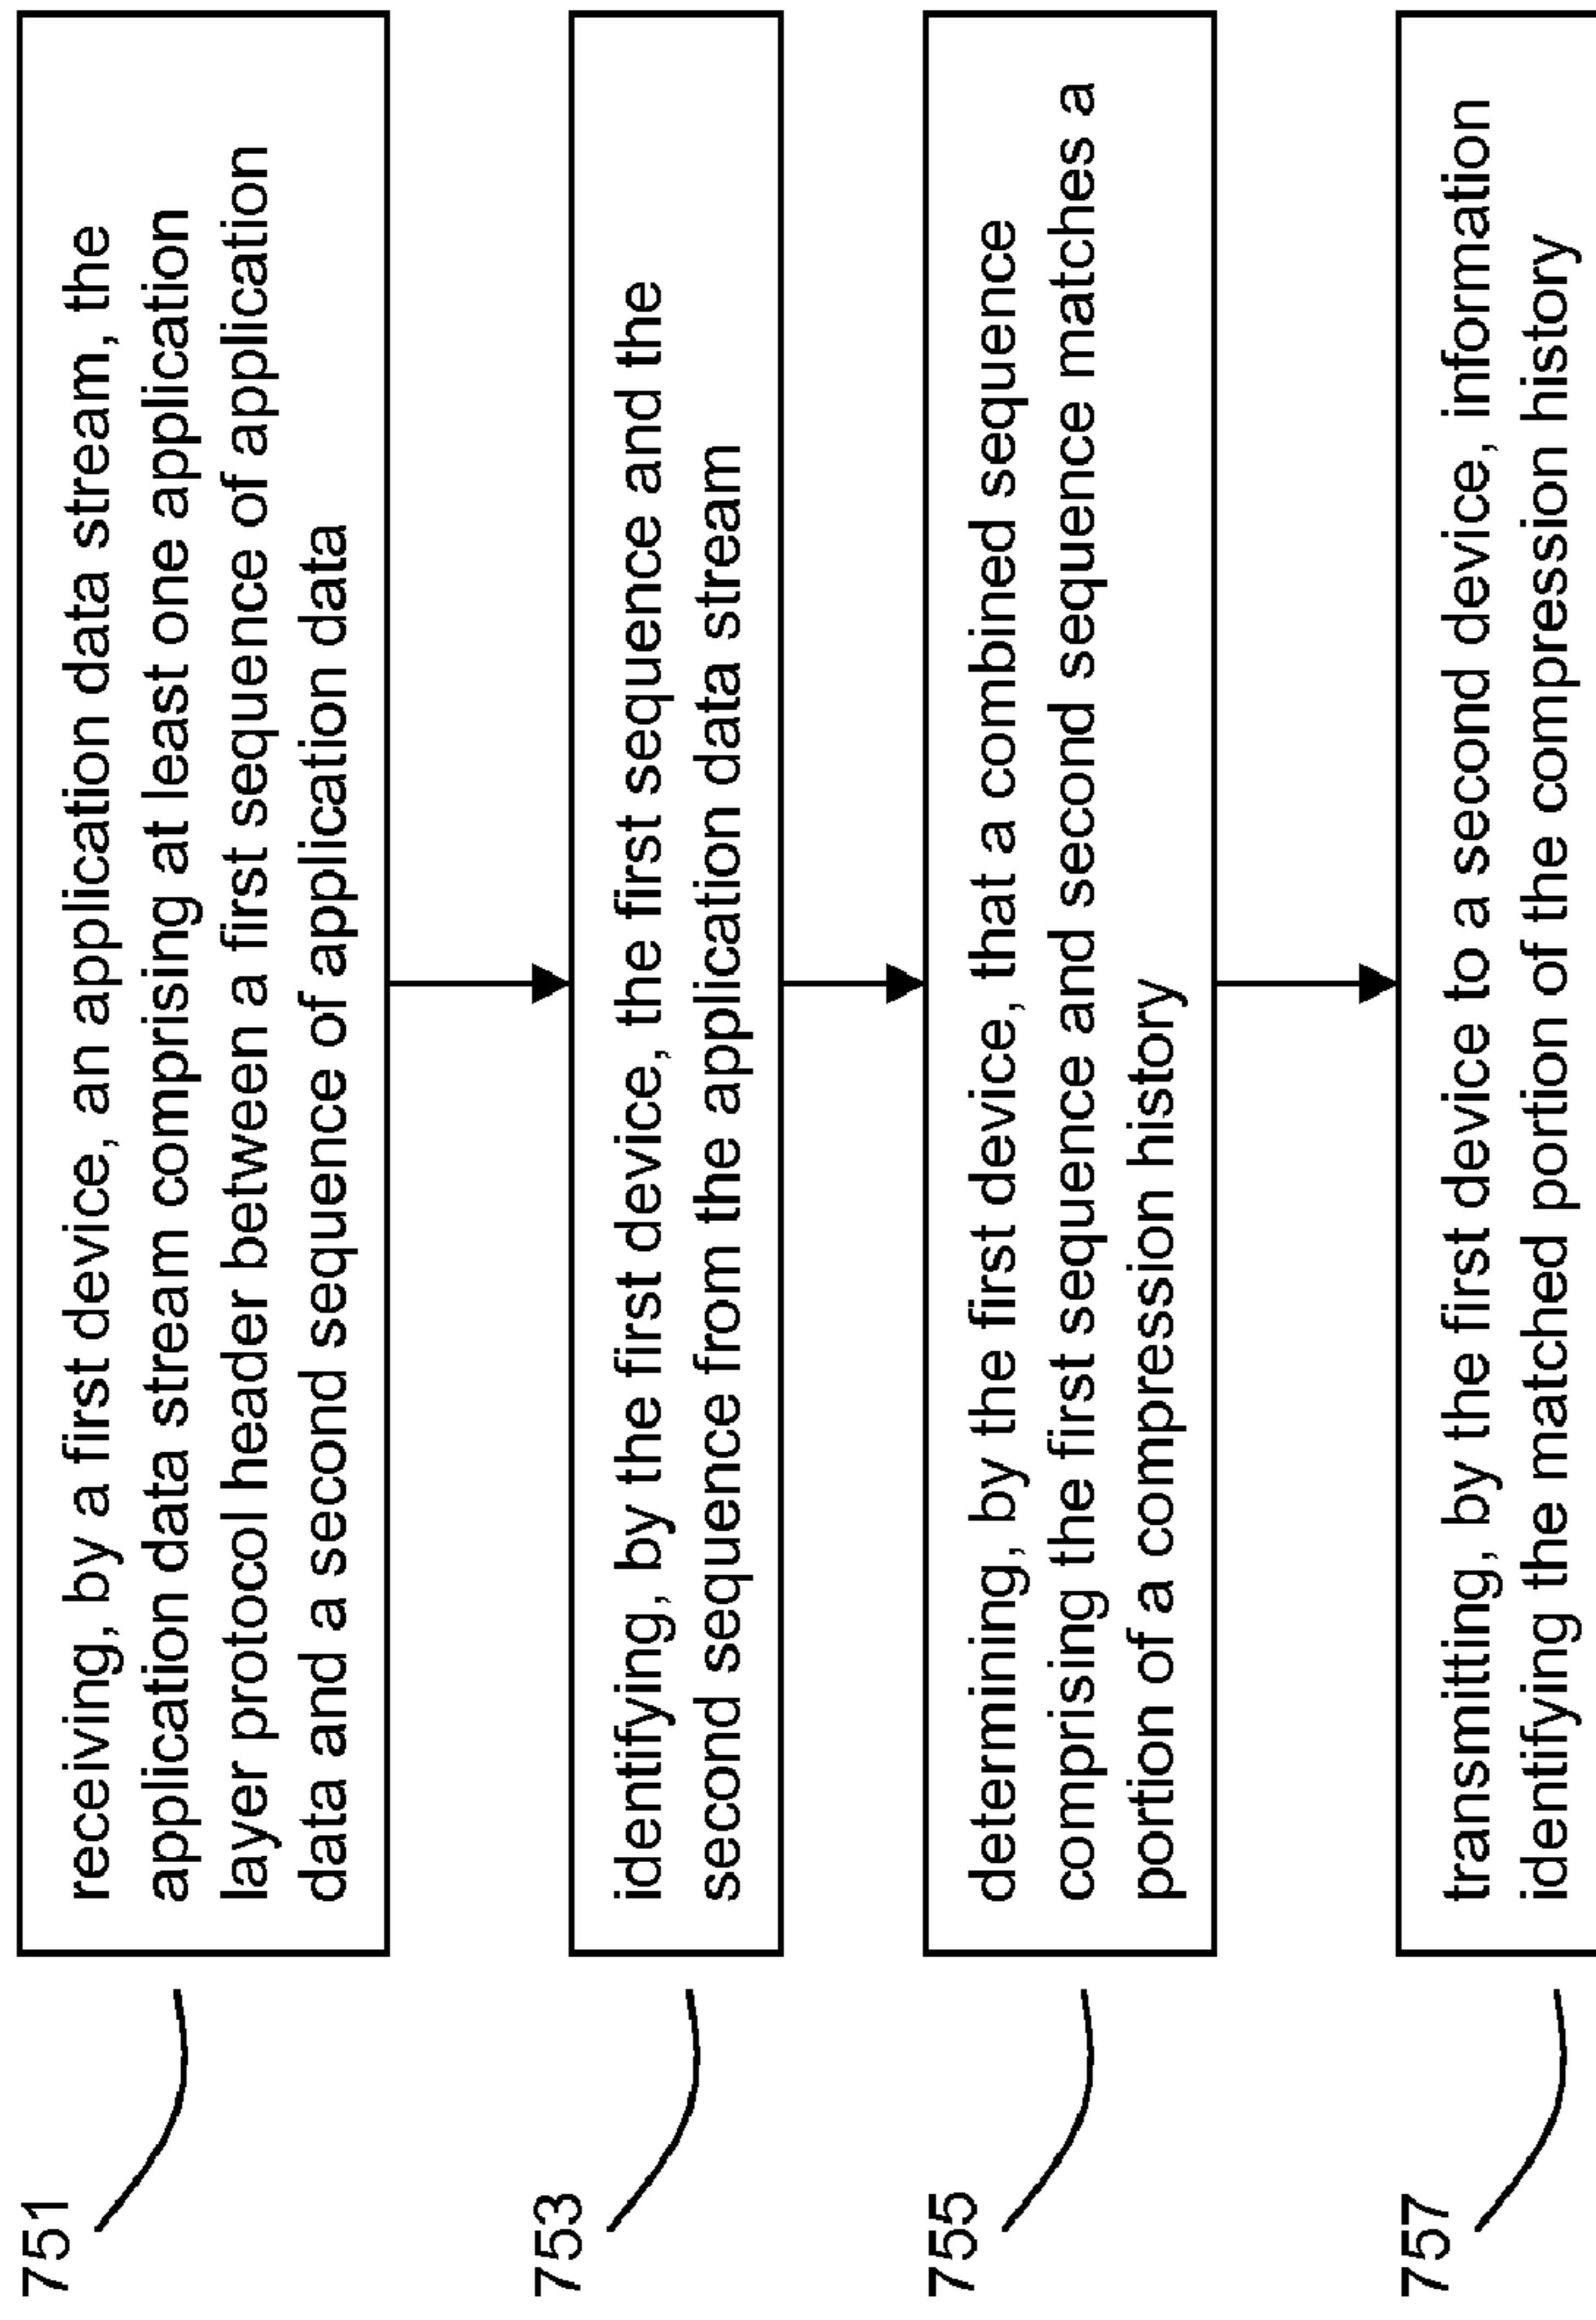 751
receiving, by a first device, an application data stream, the
application data stream comprising at least one application
layer protocol header between a first sequence of application
data and a second sequence of application data
753
identifying, by the first device, the first sequence and the
second sequence from the application data stream
755
determining, by the first device, that a combined sequence
comprising the first sequence and second sequence matches a
portion of a compression history
757
transmitting, by the first device to a second device, information
identifying the matched portion of the compression history